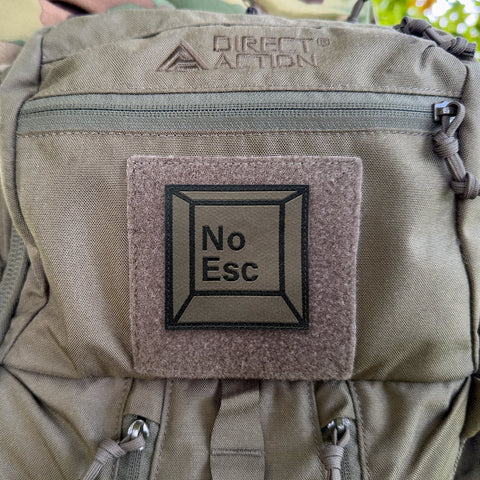 DIRECT®
ACTION
No
Esc